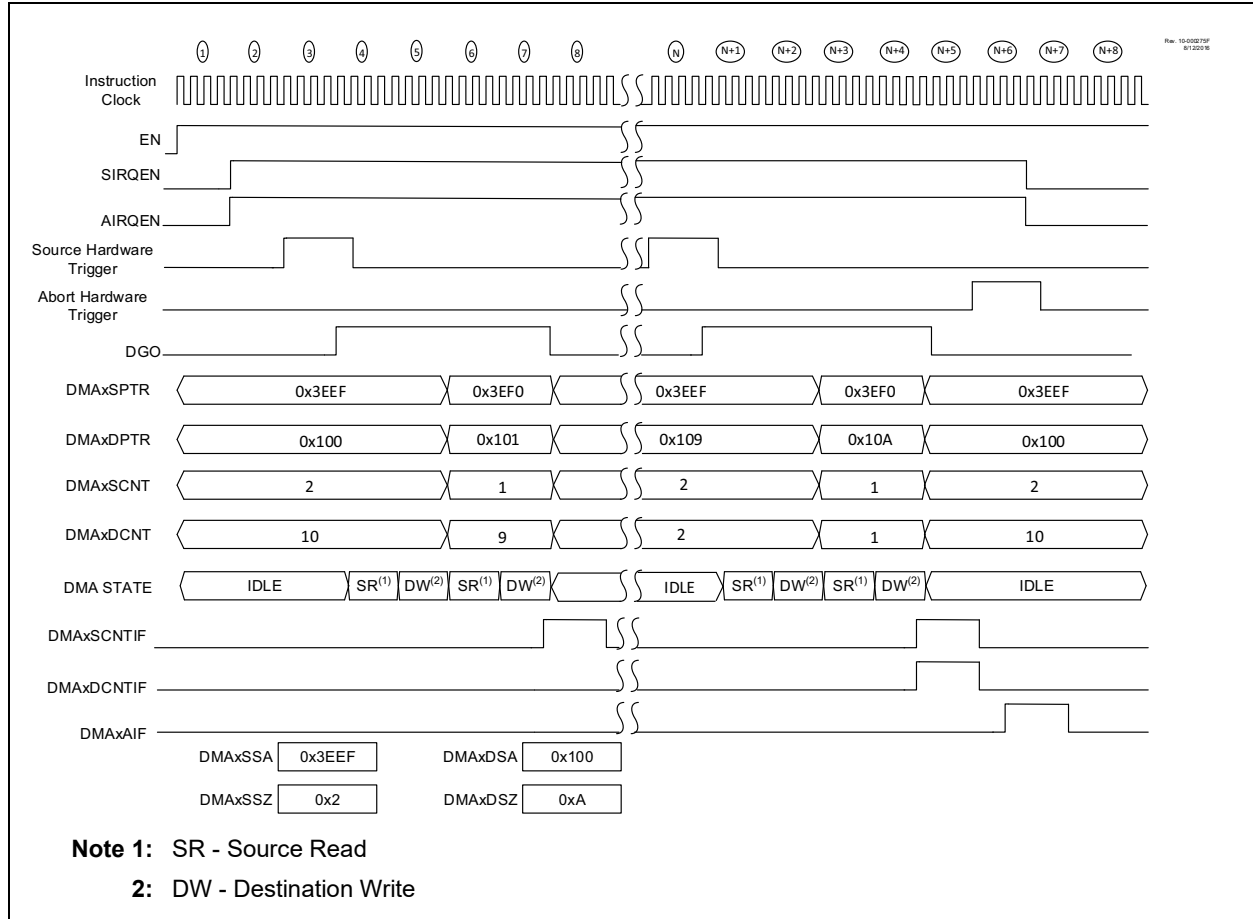 1 2 3 4 5 6 7 8 N N+1 N+2 N+3 N+4 N+5 N+6 N+7 N+8
Rev. 10-000275F
8/12/2016
Instruction
Clock
EN
SIRQEN
AIRQEN
Source Hardware
Trigger
Abort Hardware
Trigger
DGO
DMAxSPTR 0x3EEF 0x3EF0 0x3EEF 0x3EF0 0x3EEF
DMAxDPTR 0x100 0x101 0x109 0x10A 0x100
DMAxSCNT 2 1 2 1 2
DMAxDCNT 10 9 2 1 10
DMA STATE IDLE SR(1) DW(2) SR(1) DW(2) IDLE SR(1) DW(2) SR(1) DW(2) IDLE
DMAxSCNTIF
DMAxDCNTIF
DMAxAIF
DMAxSSA 0x3EEF DMAxDSA 0x100
DMAxSSZ 0x2 DMAxDSZ 0xA
Note 1: SR - Source Read
2: DW - Destination Write